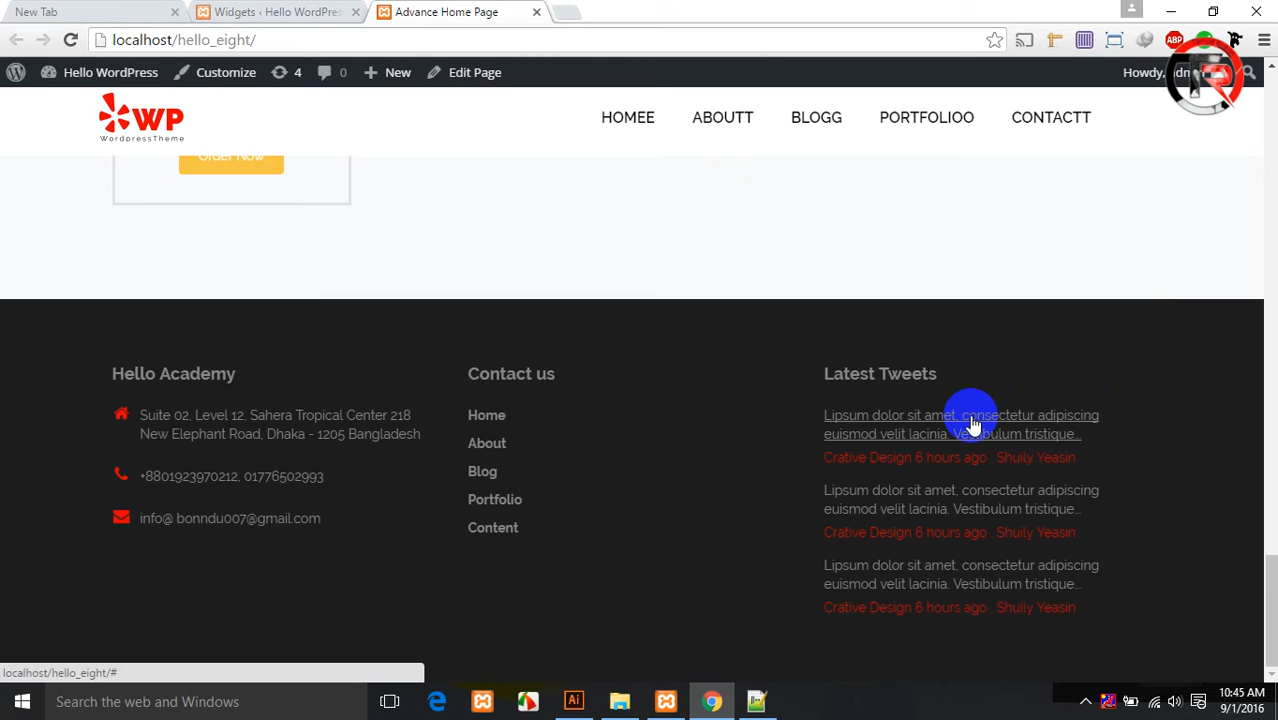 New Tab
Widgets ‹ Hello WordPress
Advance Home Page
localhost/hello_eight/
ABP
Hello WordPress
Customize
4
0
New
Edit Page
Howdy,
WP
WordpressTheme
HOMEE
ABOUTT
BLOGG
PORTFOLIOO
CONTACTT
Order Now
Hello Academy
Suite 02, Level 12, Sahera Tropical Center 218
New Elephant Road, Dhaka - 1205 Bangladesh
+8801923970212, 01776502993
info@ bonndu007@gmail.com
Contact us
Home
About
Blog
Portfolio
Content
Latest Tweets
Lipsum dolor sit amet, consectetur adipiscing
euismod velit lacinia. Vestibulum tristique...
Crative Design 6 hours ago . Shuily Yeasin
Lipsum dolor sit amet, consectetur adipiscing
euismod velit lacinia. Vestibulum tristique...
Crative Design 6 hours ago . Shuily Yeasin
Lipsum dolor sit amet, consectetur adipiscing
euismod velit lacinia. Vestibulum tristique...
Crative Design 6 hours ago . Shuily Yeasin
localhost/hello_eight/#
Search the web and Windows
Ai
10:45 AM
9/1/2016